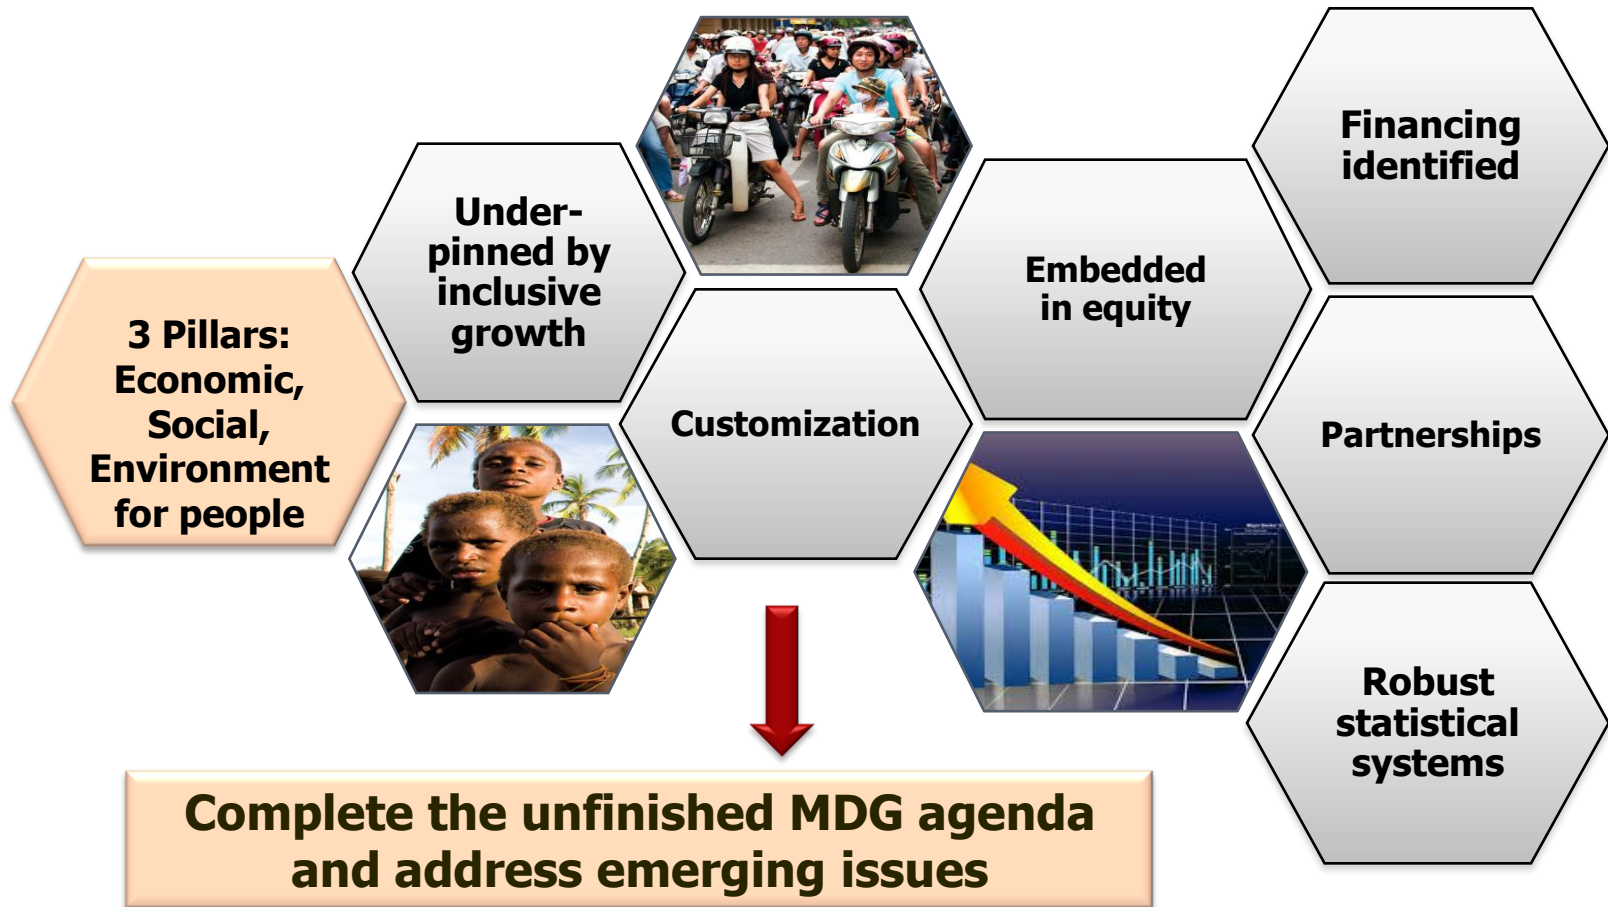 3 Pillars:
Economic,
Social,
Environment
for people
Under-
pinned by
inclusive
growth
Customization
Embedded
in equity
Financing
identified
Partnerships
Robust
statistical
systems
Complete the unfinished MDG agenda
and address emerging issues